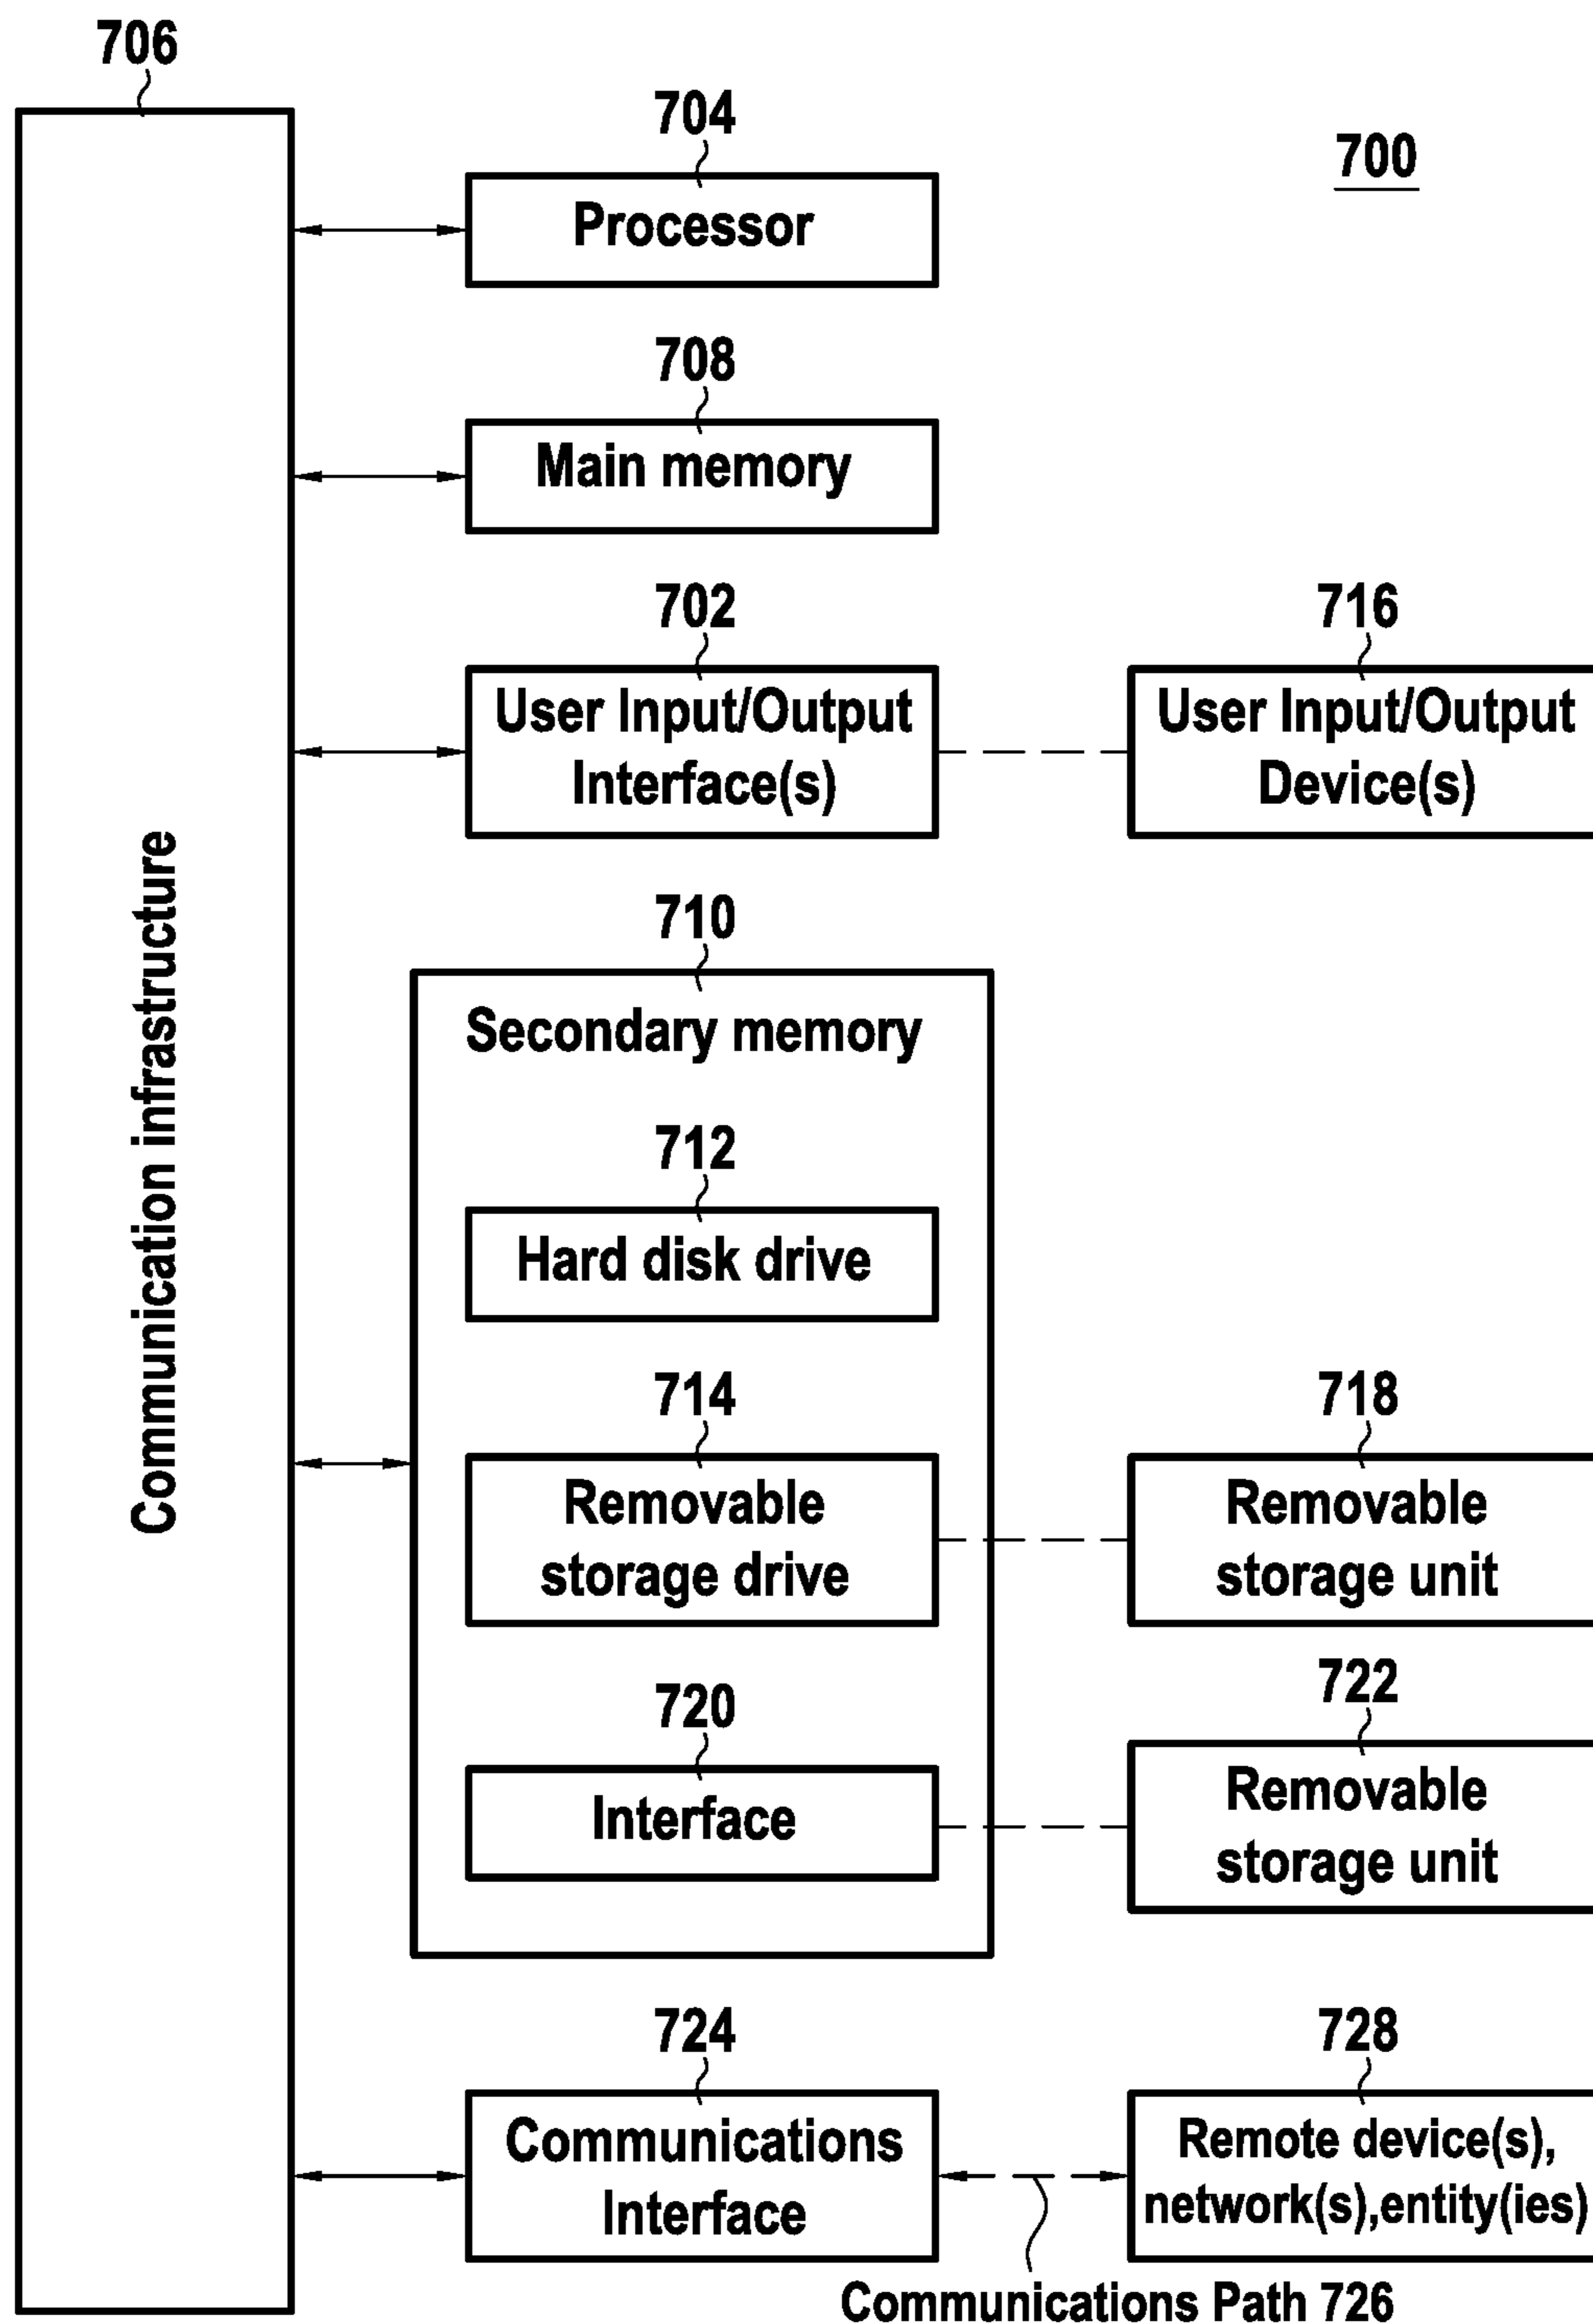 706
704
700
Processor
708
Main memory
702
716
User Input/Output
Interface(s)
User Input/Output
Device(s)
Communication infrastructure
710
Secondary memory
712
Hard disk drive
714
718
Removable
storage drive
Removable
storage unit
720
722
Interface
Removable
storage unit
724
728
Communications
Interface
Remote device(s),
network(s),entity(ies)
Communications Path 726